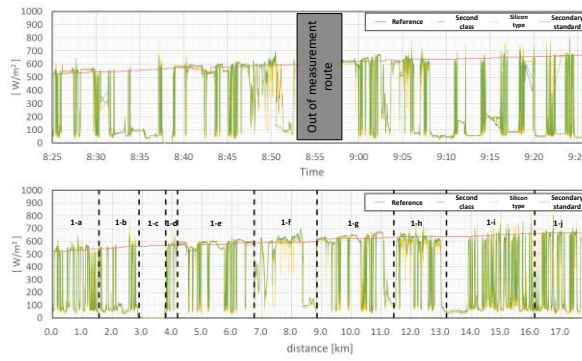 Reference
Second class
Silicon type
Secondary standard
[ W/m² ]
1000
900
800
700
600
500
400
300
200
100
0
Out of measurement
route
8:25 8:30 8:35 8:40 8:45 8:50 8:55 9:00 9:05 9:10 9:15 9:20
Time
Reference
Second class
Silicon type
Secondary standard
[ W/m² ]
1000
900
800
700
600
500
400
300
200
100
0
1-a 1-b 1-c 1-d 1-e 1-f 1-g 1-h 1-i 1-j
0.0 1.0 2.0 3.0 4.0 5.0 6.0 7.0 8.0 9.0 10.0 11.0 12.0 13.0 14.0 15.0 16.0 17.0
distance [km]